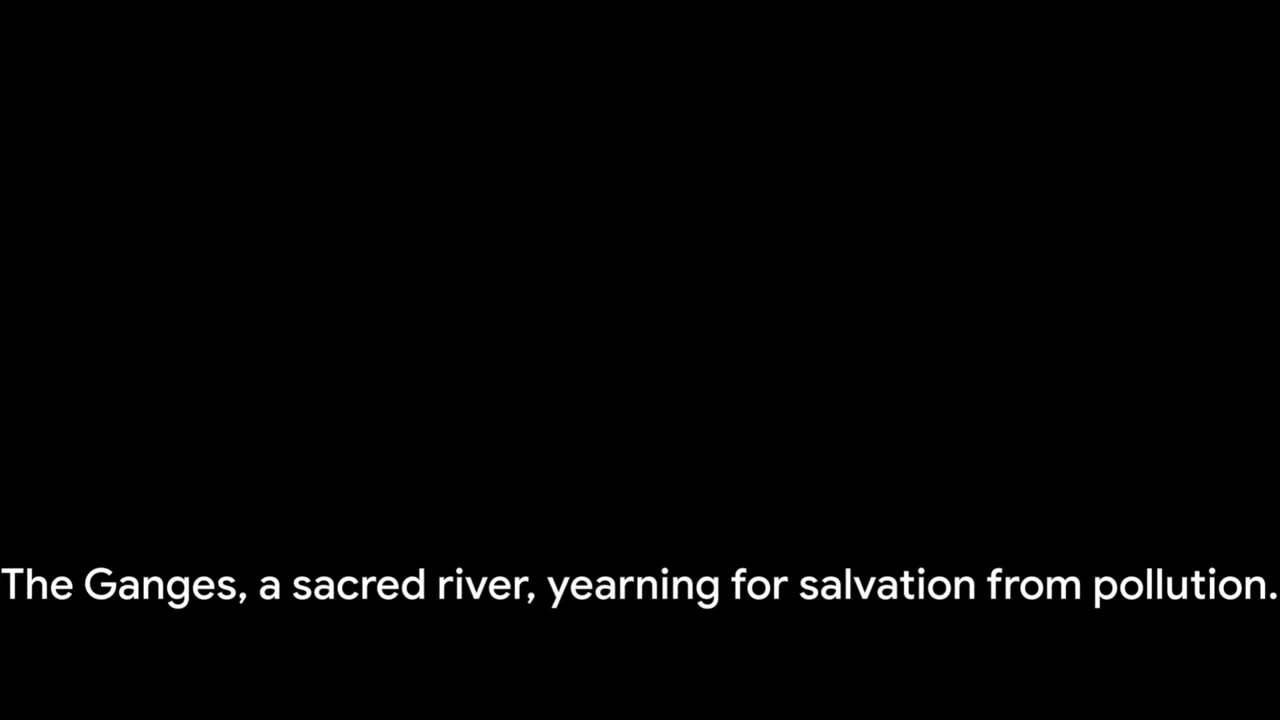 The Ganges, a sacred river, yearning for salvation from pollution.